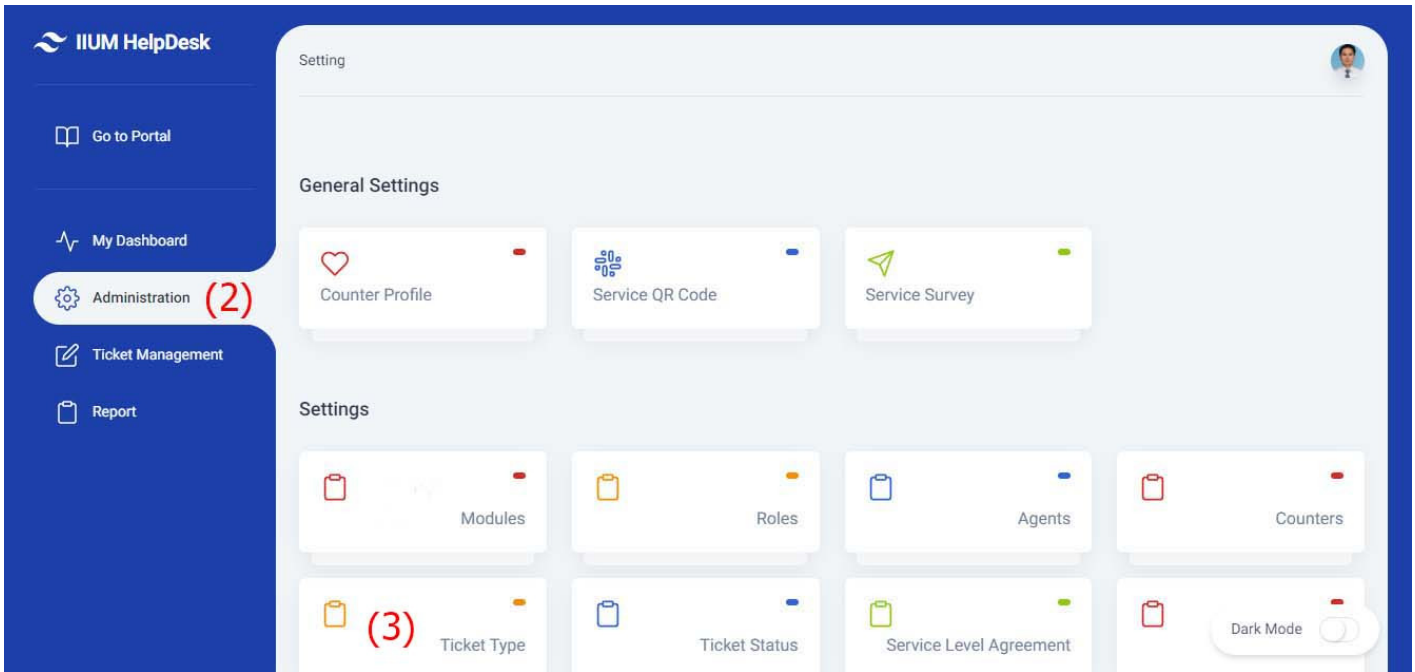 IIUM HelpDesk
Setting
Go to Portal
General Settings
My Dashboard
Administration (2)
Counter Profile
Service QR Code
Service Survey
Ticket Management
Report
Settings
Modules
Roles
Agents
Counters
(3) Ticket Type
Ticket Status
Service Level Agreement
Dark Mode